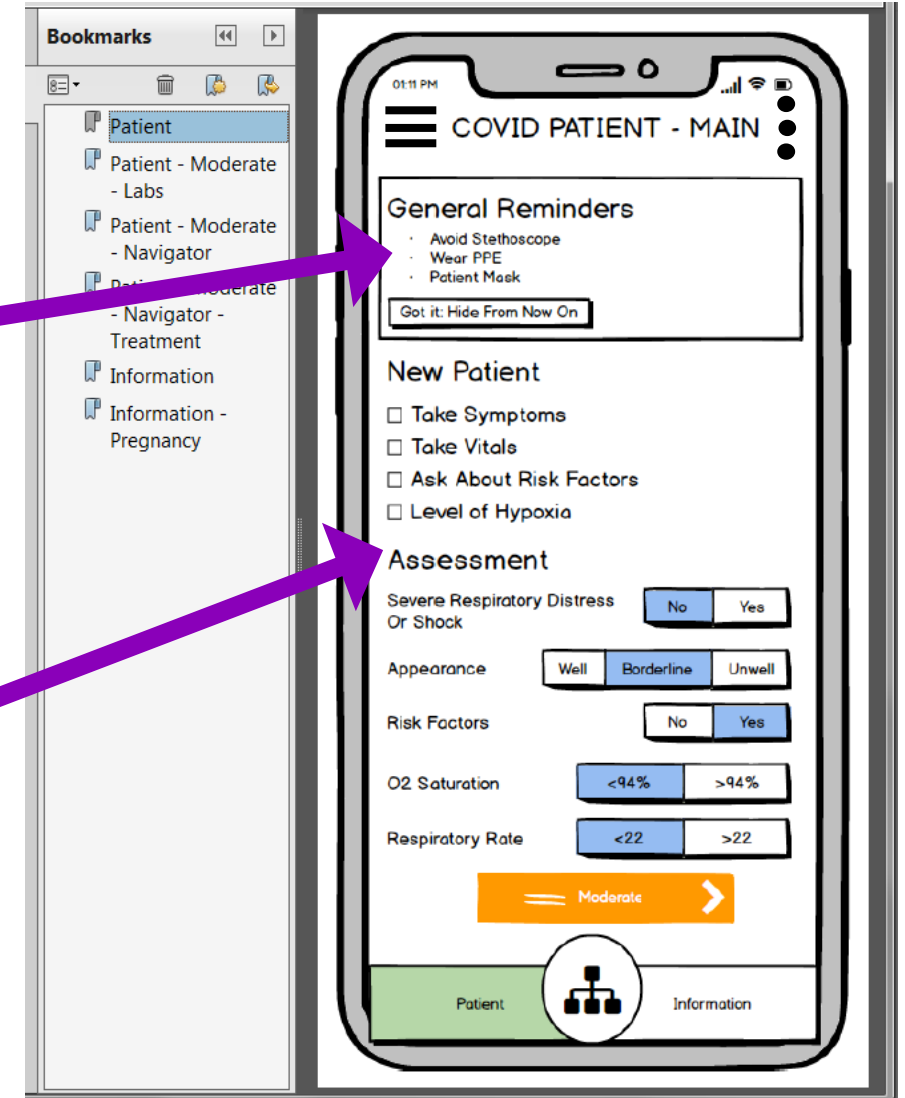 Bookmarks
Patient
Patient - Moderate
- Labs
Patient - Moderate
- Navigator
Patient - Moderate
- Navigator -
Treatment
Information
Information -
Pregnancy
01:11 PM
COVID PATIENT - MAIN
General Reminders
· Avoid Stethoscope
· Wear PPE
· Patient Mask
Got it: Hide From Now On
New Patient
Take Symptoms
Take Vitals
Ask About Risk Factors
Level of Hypoxia
Assessment
Severe Respiratory Distress
Or Shock
No Yes
Appearance Well Borderline Unwell
Risk Factors No Yes
O2 Saturation <94% >94%
Respiratory Rate <22 >22
Moderate
Patient Information